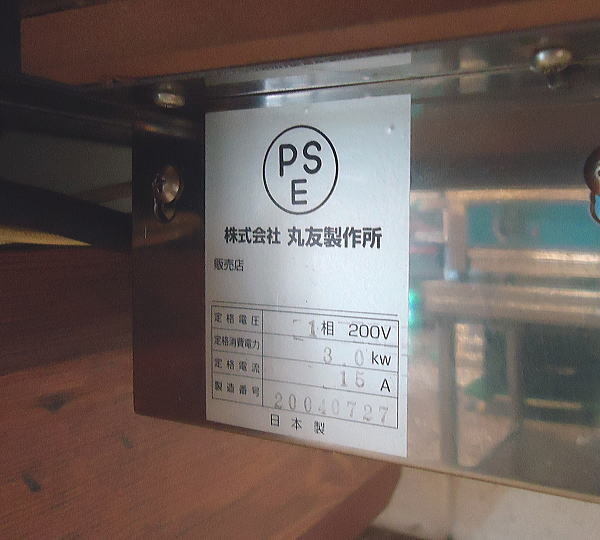 PS
E
株式会社 丸友製作所
販売店
定格電圧 1相 200V
定格消費電力 3 0 kw
定格電流 15 A
製造番号 20040727
日本製